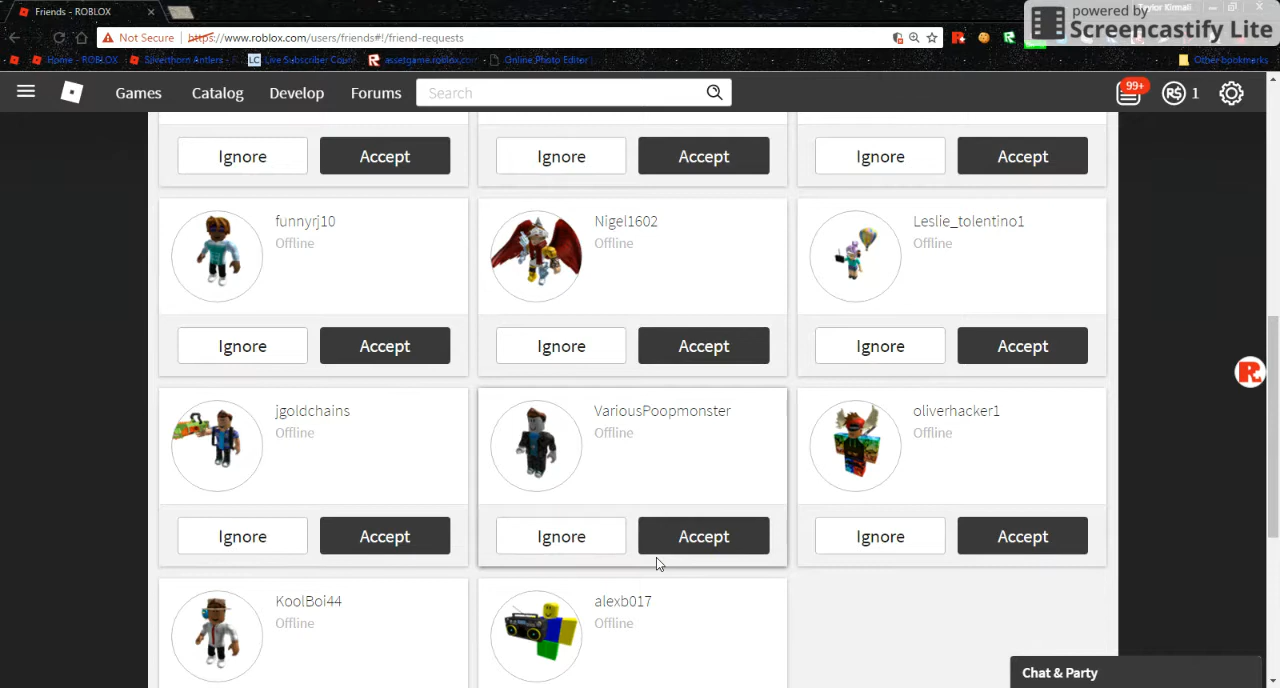 Friends - ROBLOX
powered by
Screencastify Lite
Not Secure | https://www.roblox.com/users/friends#!/friend-requests
Home - ROBLOX
Silverthorn Antlers -
LC Live Subscriber Coun
assetgame.roblox.com
Online Photo Editor
Other bookmarks
Games Catalog Develop Forums Search 99+ R$ 1
Ignore Accept Ignore Accept Ignore Accept
funnyrj10 Nigel1602 Leslie_tolentino1
Offline Offline Offline
Ignore Accept Ignore Accept Ignore Accept
jgoldchains VariousPoopmonster oliverhacker1
Offline Offline Offline
Ignore Accept Ignore Accept Ignore Accept
KoolBoi44 alexb017
Offline Offline
Chat & Party